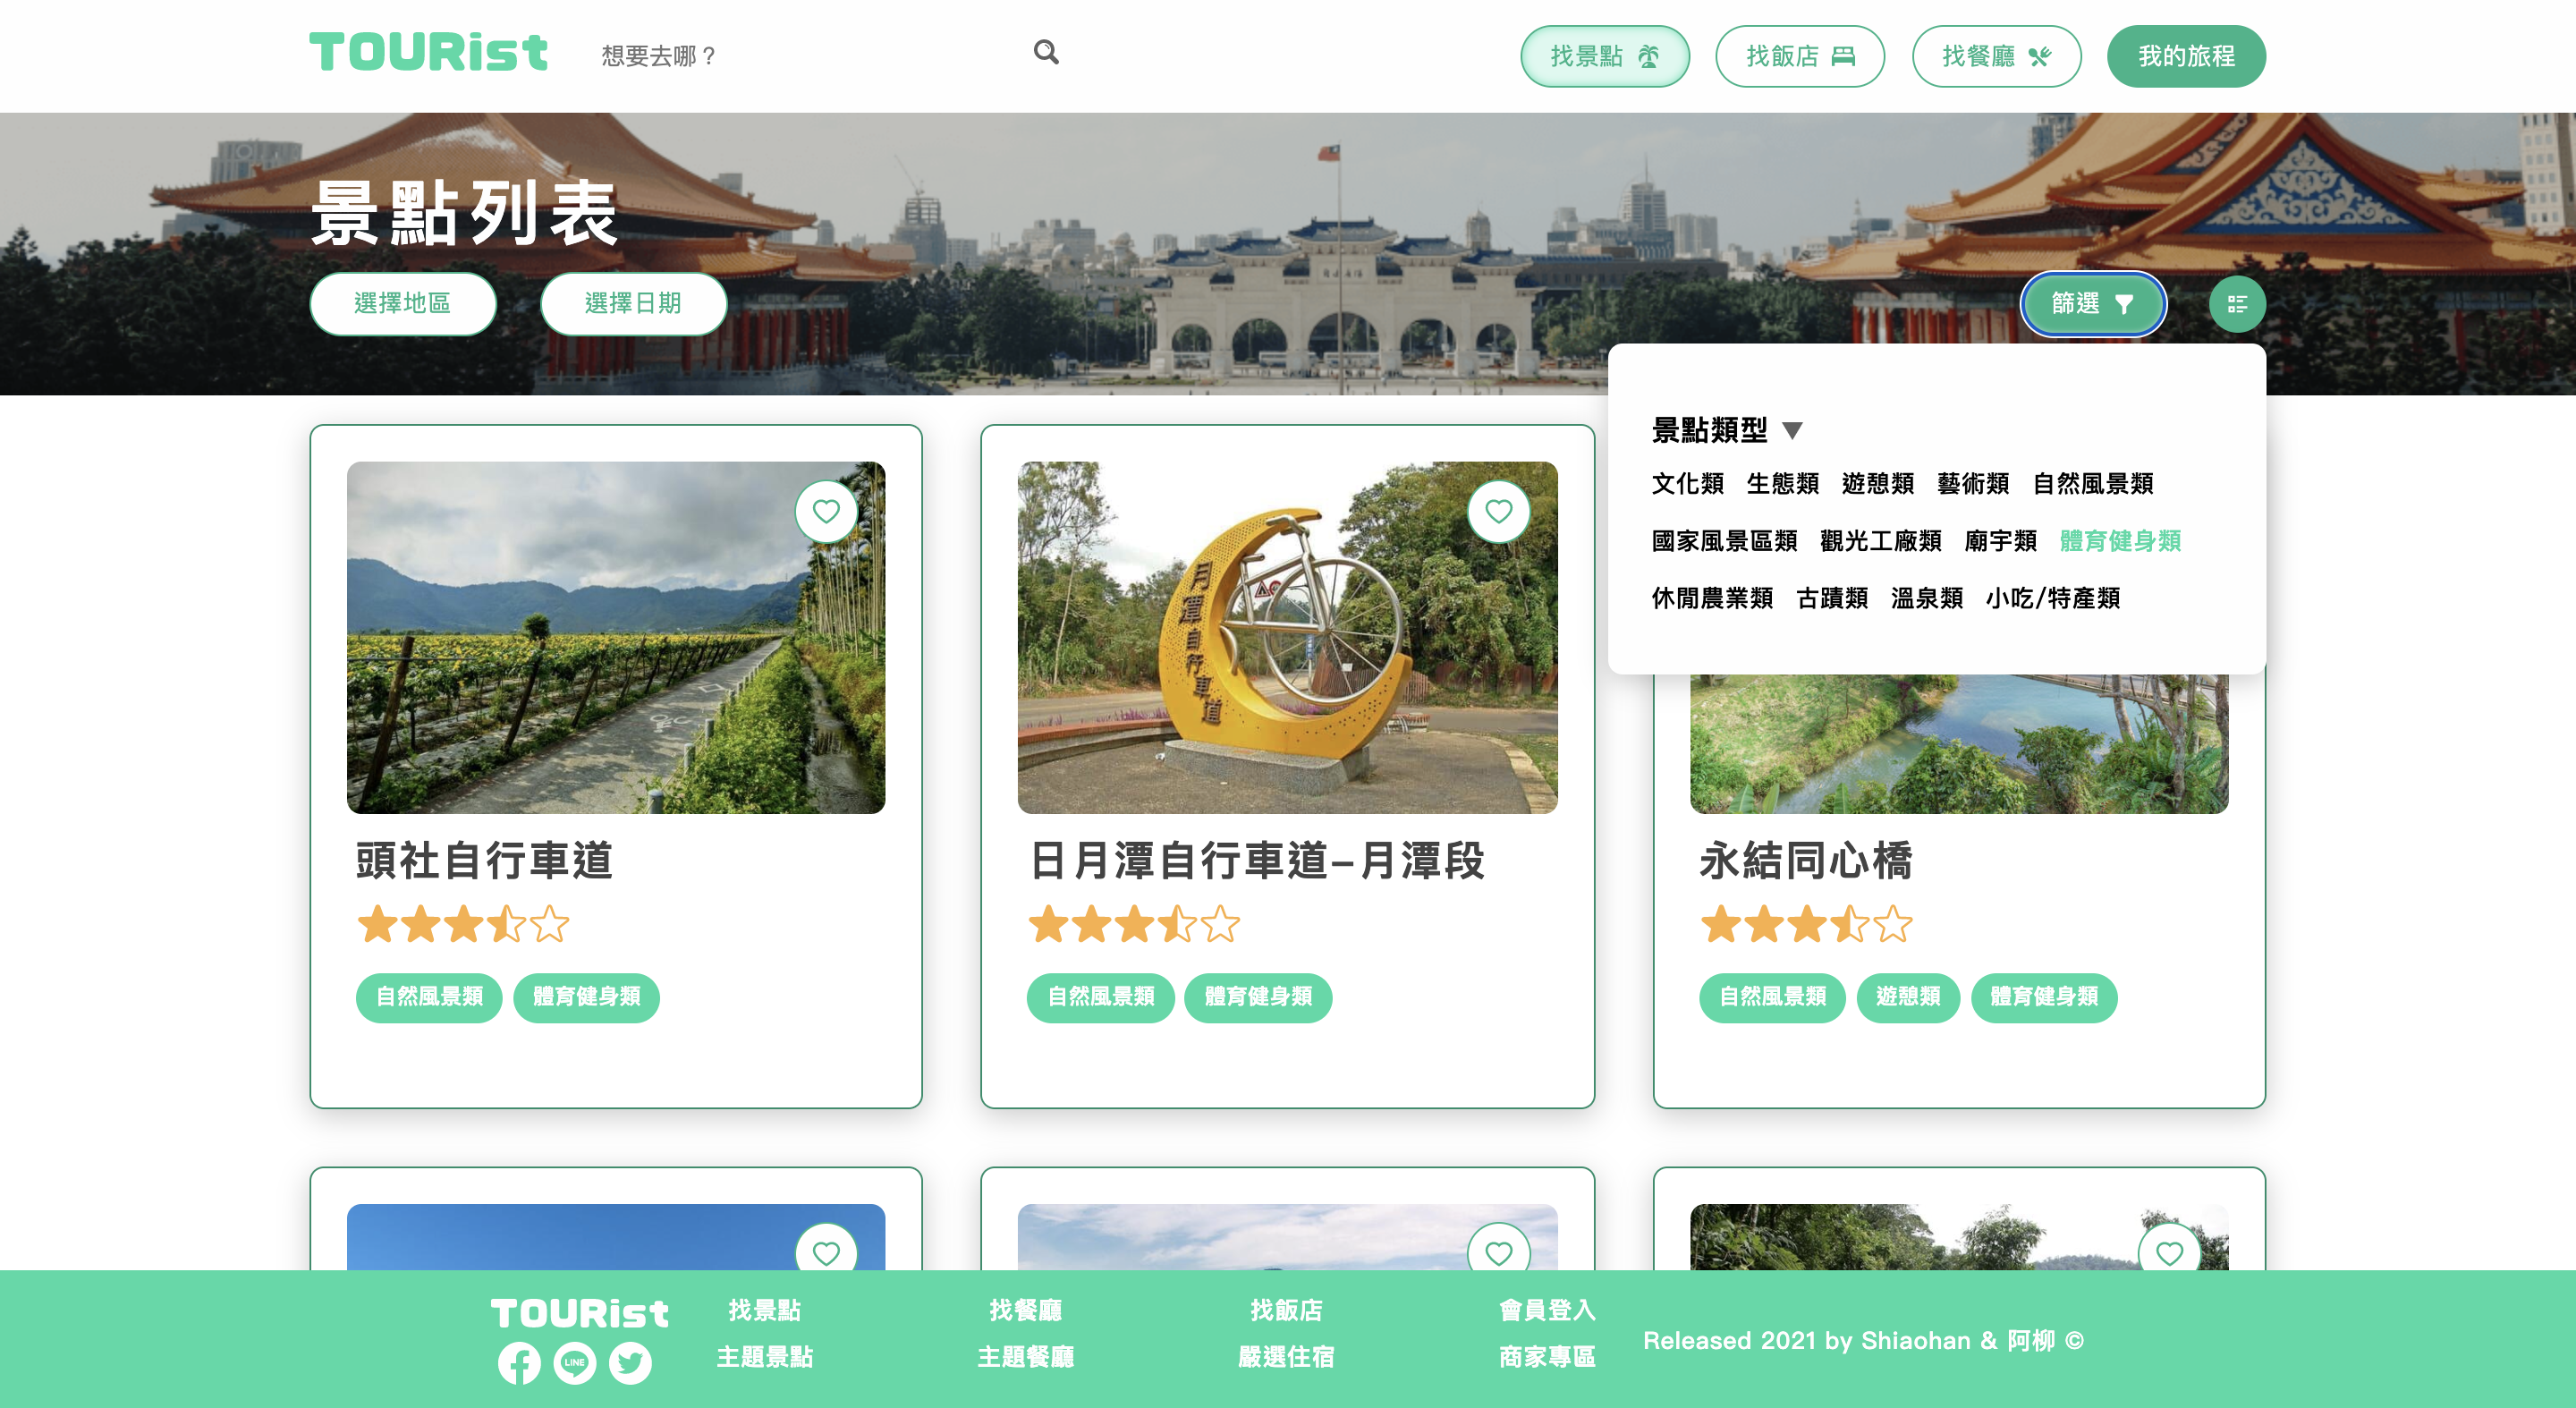 TOURist
想要去哪？
找景點
找飯店
找餐廳
我的旅程
景點列表
選擇地區
選擇日期
篩選
景點類型 ▼
文化類 生態類 遊憩類 藝術類 自然風景類
國家風景區類 觀光工廠類 廟宇類 體育健身類
休閒農業類 古蹟類 溫泉類 小吃/特產類
月潭自行車道
頭社自行車道
自然風景類 體育健身類
日月潭自行車道–月潭段
自然風景類 體育健身類
永結同心橋
自然風景類 遊憩類 體育健身類
TOURist
LINE
找景點
主題景點
找餐廳
主題餐廳
找飯店
嚴選住宿
會員登入
商家專區
Released 2021 by Shiaohan & 阿柳 ©